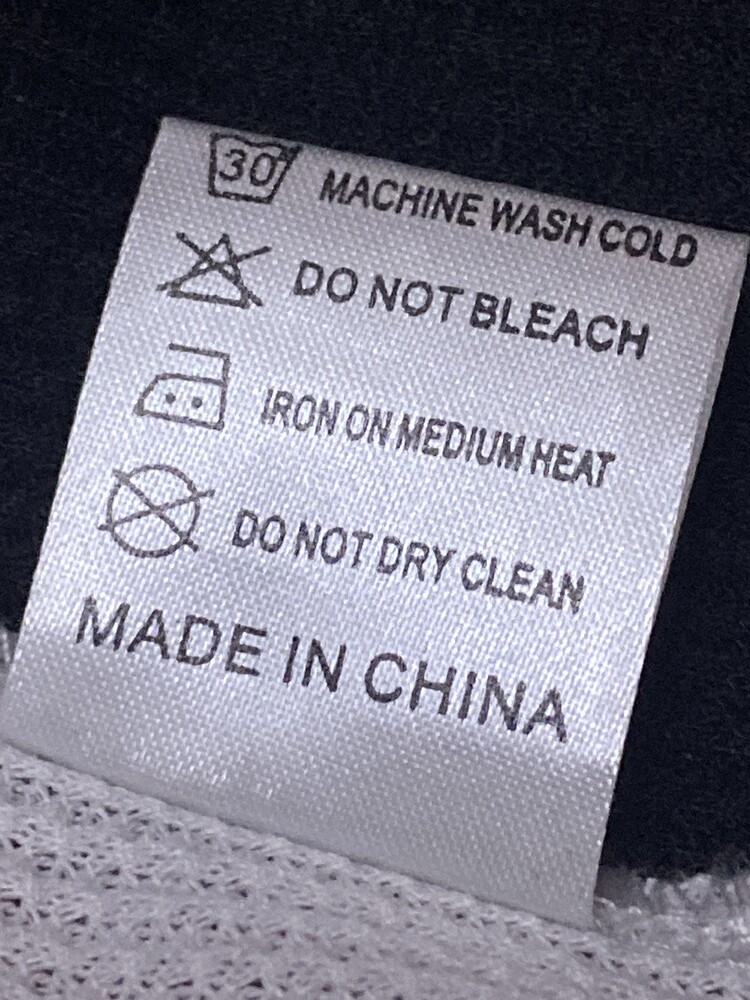 30 MACHINE WASH COLD
DO NOT BLEACH
IRON ON MEDIUM HEAT
DO NOT DRY CLEAN
MADE IN CHINA